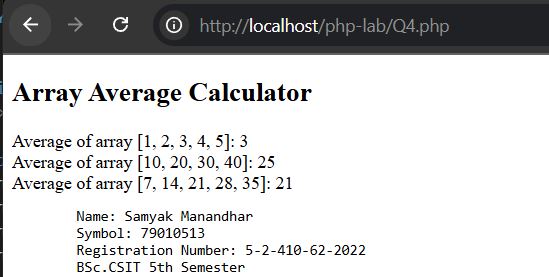 http://localhost/php-lab/Q4.php
Array Average Calculator
Average of array [1, 2, 3, 4, 5]: 3
Average of array [10, 20, 30, 40]: 25
Average of array [7, 14, 21, 28, 35]: 21
Name: Samyak Manandhar
Symbol: 79010513
Registration Number: 5-2-410-62-2022
BSc.CSIT 5th Semester